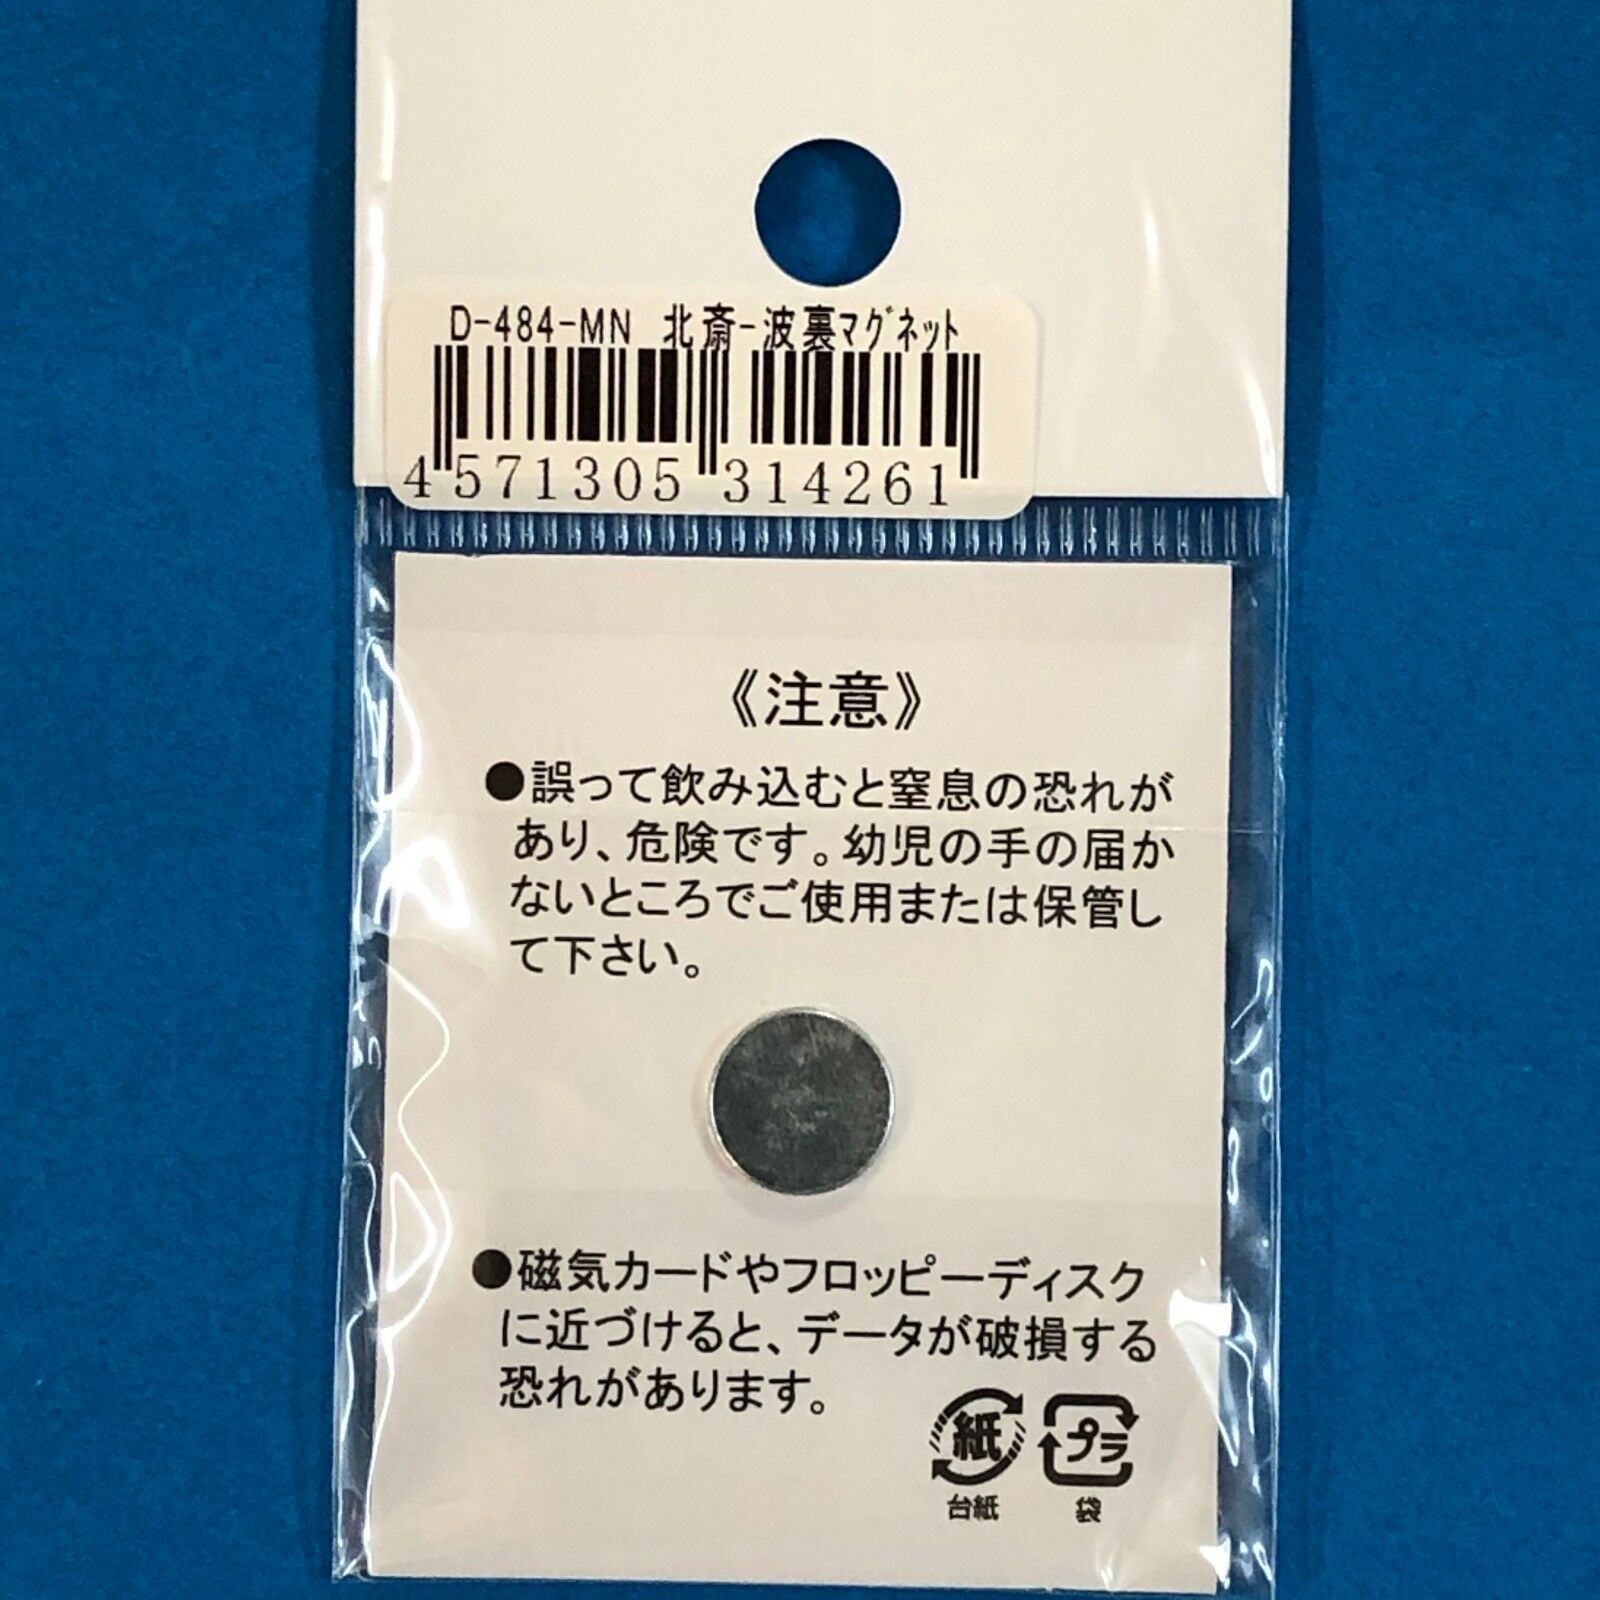 D-484-MN 北斎-波裏ﾏｸﾞﾈｯﾄ
4 571305 314261
《注意》
●誤って飲み込むと窒息の恐れが
あり、危険です。幼児の手の届か
ないところでご使用または保管し
て下さい。
●磁気カードやフロッピーディスク
に近づけると、データが破損する
恐れがあります。
紙 プラ
台紙 袋